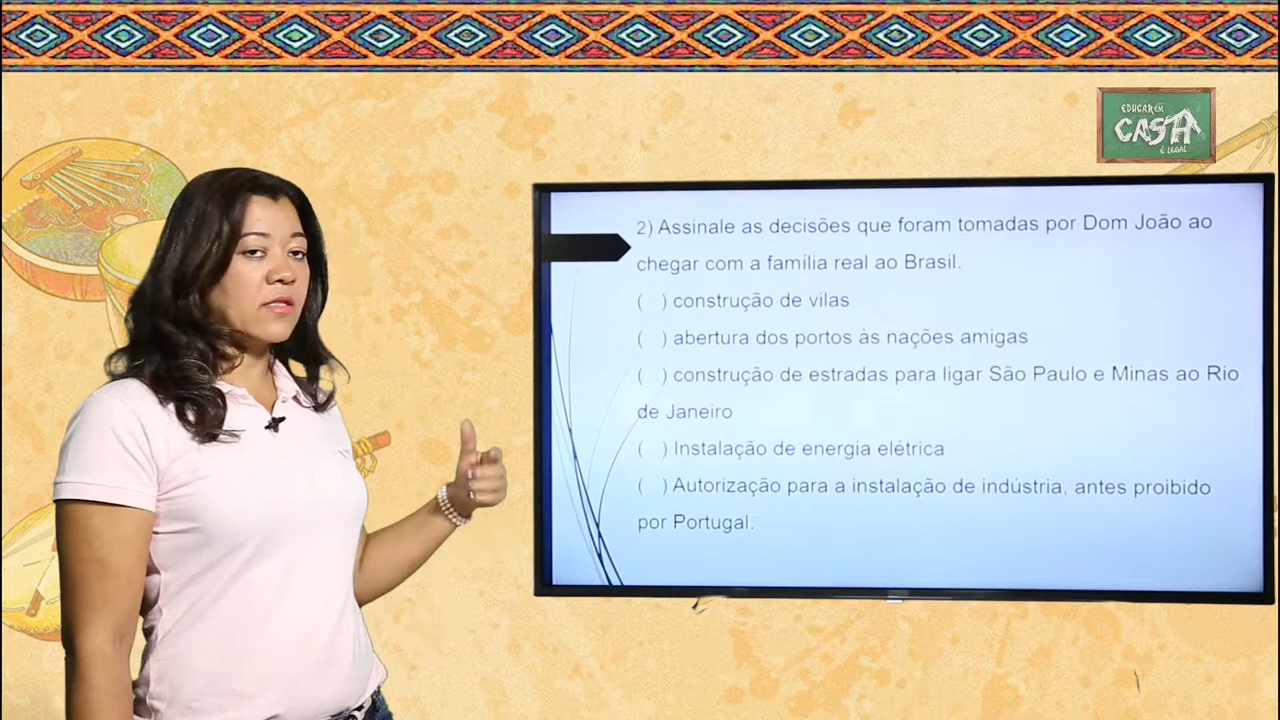 EDUCAR EM
CASA
É LEGAL
2) Assinale as decisões que foram tomadas por Dom João ao
chegar com a família real ao Brasil.
( ) construção de vilas
( ) abertura dos portos às nações amigas
( ) construção de estradas para ligar São Paulo e Minas ao Rio
de Janeiro
( ) Instalação de energia elétrica
( ) Autorização para a instalação de indústria, antes proibido
por Portugal.